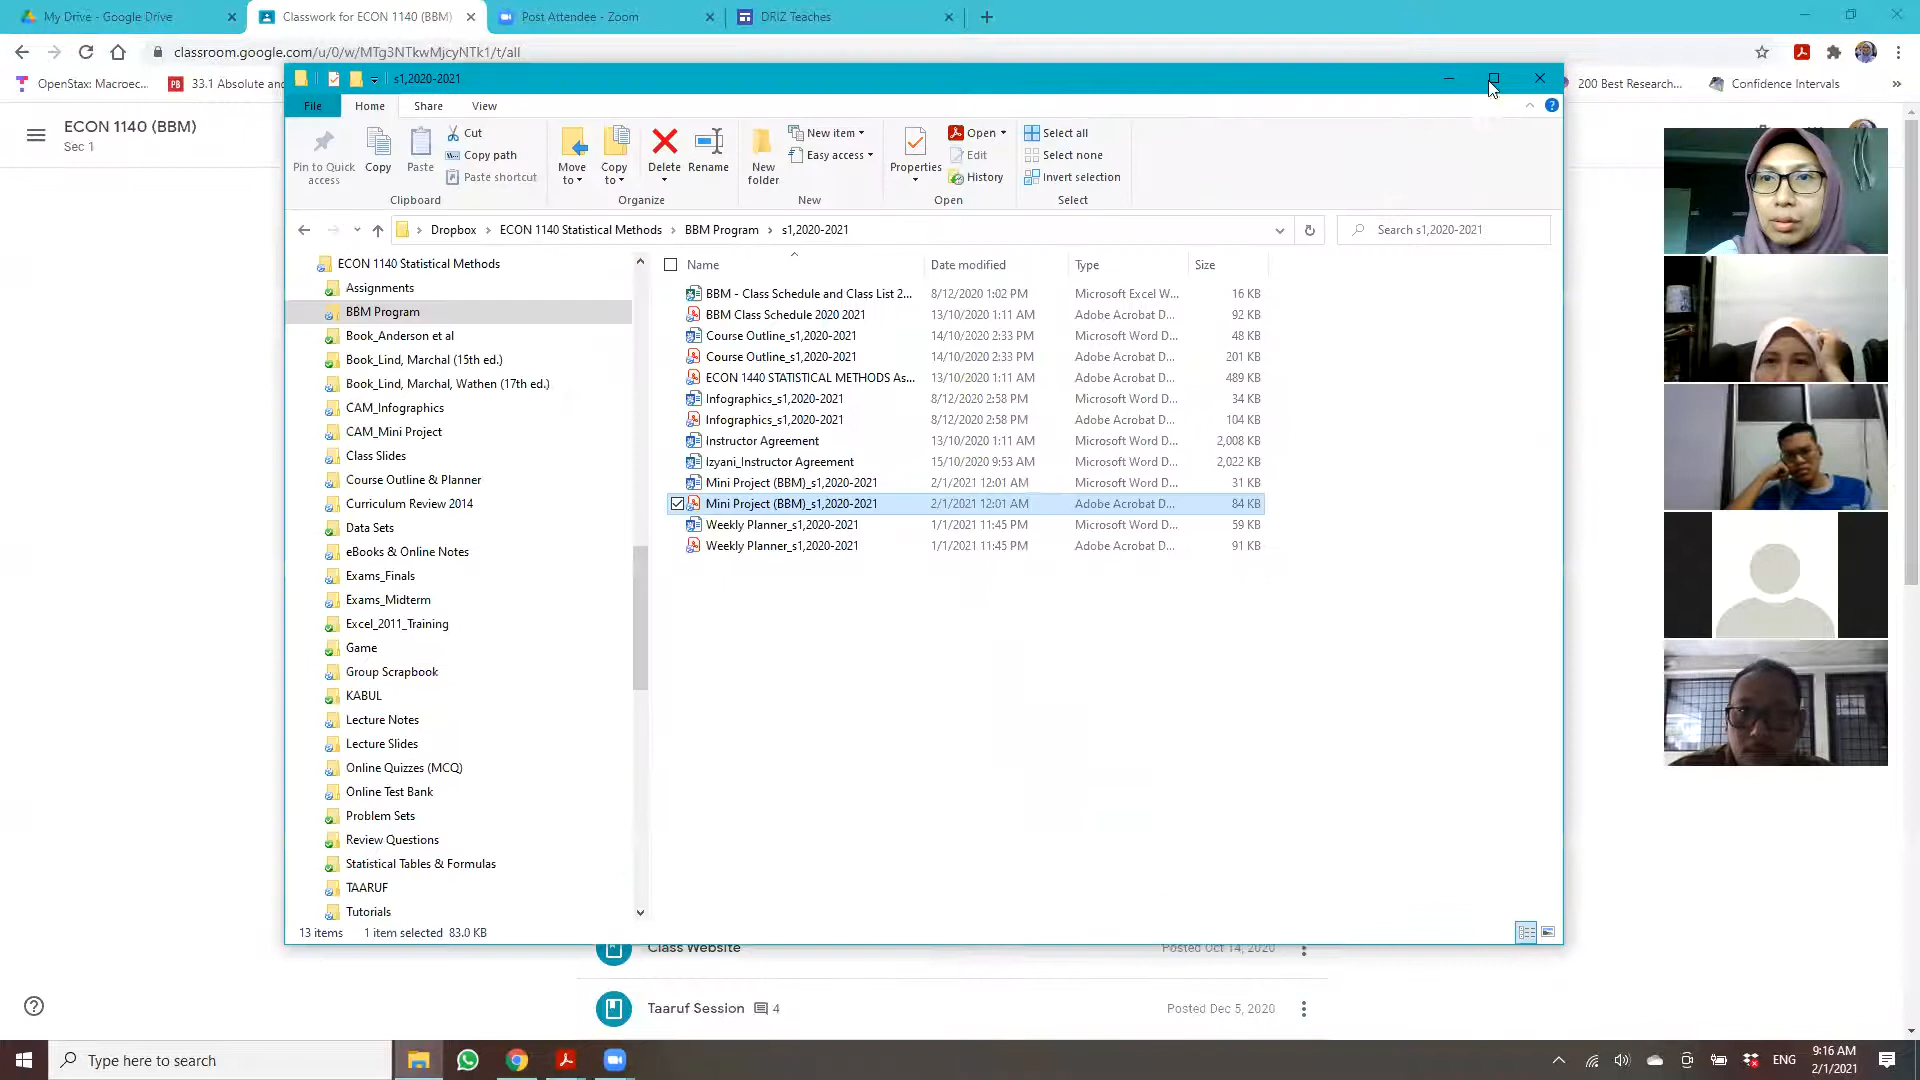 My Drive - Google Drive
Classwork for ECON 1140 (BBM)
Post Attendee - Zoom
DRIZ Teaches
classroom.google.com/u/0/w/MTg3NTkwMjcyNTk1/t/all
OpenStax: Macroec...
33.1 Absolute and
200 Best Research...
Confidence Intervals
ECON 1140 (BBM)
Sec 1
s1,2020-2021
File
Home
Share
View
Pin to Quick access
Copy
Paste
Cut
Copy path
Paste shortcut
Clipboard
Move to
Copy to
Delete
Rename
Organize
New folder
New item
Easy access
New
Properties
Open
Edit
History
Open
Select all
Select none
Invert selection
Select
Dropbox > ECON 1140 Statistical Methods > BBM Program > s1,2020-2021
Search s1,2020-2021
ECON 1140 Statistical Methods
Assignments
BBM Program
Book_Anderson et al
Book_Lind, Marchal (15th ed.)
Book_Lind, Marchal, Wathen (17th ed.)
CAM_Infographics
CAM_Mini Project
Class Slides
Course Outline & Planner
Curriculum Review 2014
Data Sets
eBooks & Online Notes
Exams_Finals
Exams_Midterm
Excel_2011_Training
Game
Group Scrapbook
KABUL
Lecture Notes
Lecture Slides
Online Quizzes (MCQ)
Online Test Bank
Problem Sets
Review Questions
Statistical Tables & Formulas
TAARUF
Tutorials
Name Date modified Type Size
BBM - Class Schedule and Class List 2... 8/12/2020 1:02 PM Microsoft Excel W... 16 KB
BBM Class Schedule 2020 2021 13/10/2020 1:11 AM Adobe Acrobat D... 92 KB
Course Outline_s1,2020-2021 14/10/2020 2:33 PM Microsoft Word D... 48 KB
Course Outline_s1,2020-2021 14/10/2020 2:33 PM Adobe Acrobat D... 201 KB
ECON 1440 STATISTICAL METHODS As... 13/10/2020 1:11 AM Adobe Acrobat D... 489 KB
Infographics_s1,2020-2021 8/12/2020 2:58 PM Microsoft Word D... 34 KB
Infographics_s1,2020-2021 8/12/2020 2:58 PM Adobe Acrobat D... 104 KB
Instructor Agreement 13/10/2020 1:11 AM Microsoft Word D... 2,008 KB
Izyani_Instructor Agreement 15/10/2020 9:53 AM Microsoft Word D... 2,022 KB
Mini Project (BBM)_s1,2020-2021 2/1/2021 12:01 AM Microsoft Word D... 31 KB
Mini Project (BBM)_s1,2020-2021 2/1/2021 12:01 AM Adobe Acrobat D... 84 KB
Weekly Planner_s1,2020-2021 1/1/2021 11:45 PM Microsoft Word D... 59 KB
Weekly Planner_s1,2020-2021 1/1/2021 11:45 PM Adobe Acrobat D... 91 KB
13 items 1 item selected 83.0 KB
Class Website Posted Oct 14, 2020
Taaruf Session 4 Posted Dec 5, 2020
Type here to search
ENG
9:16 AM
2/1/2021